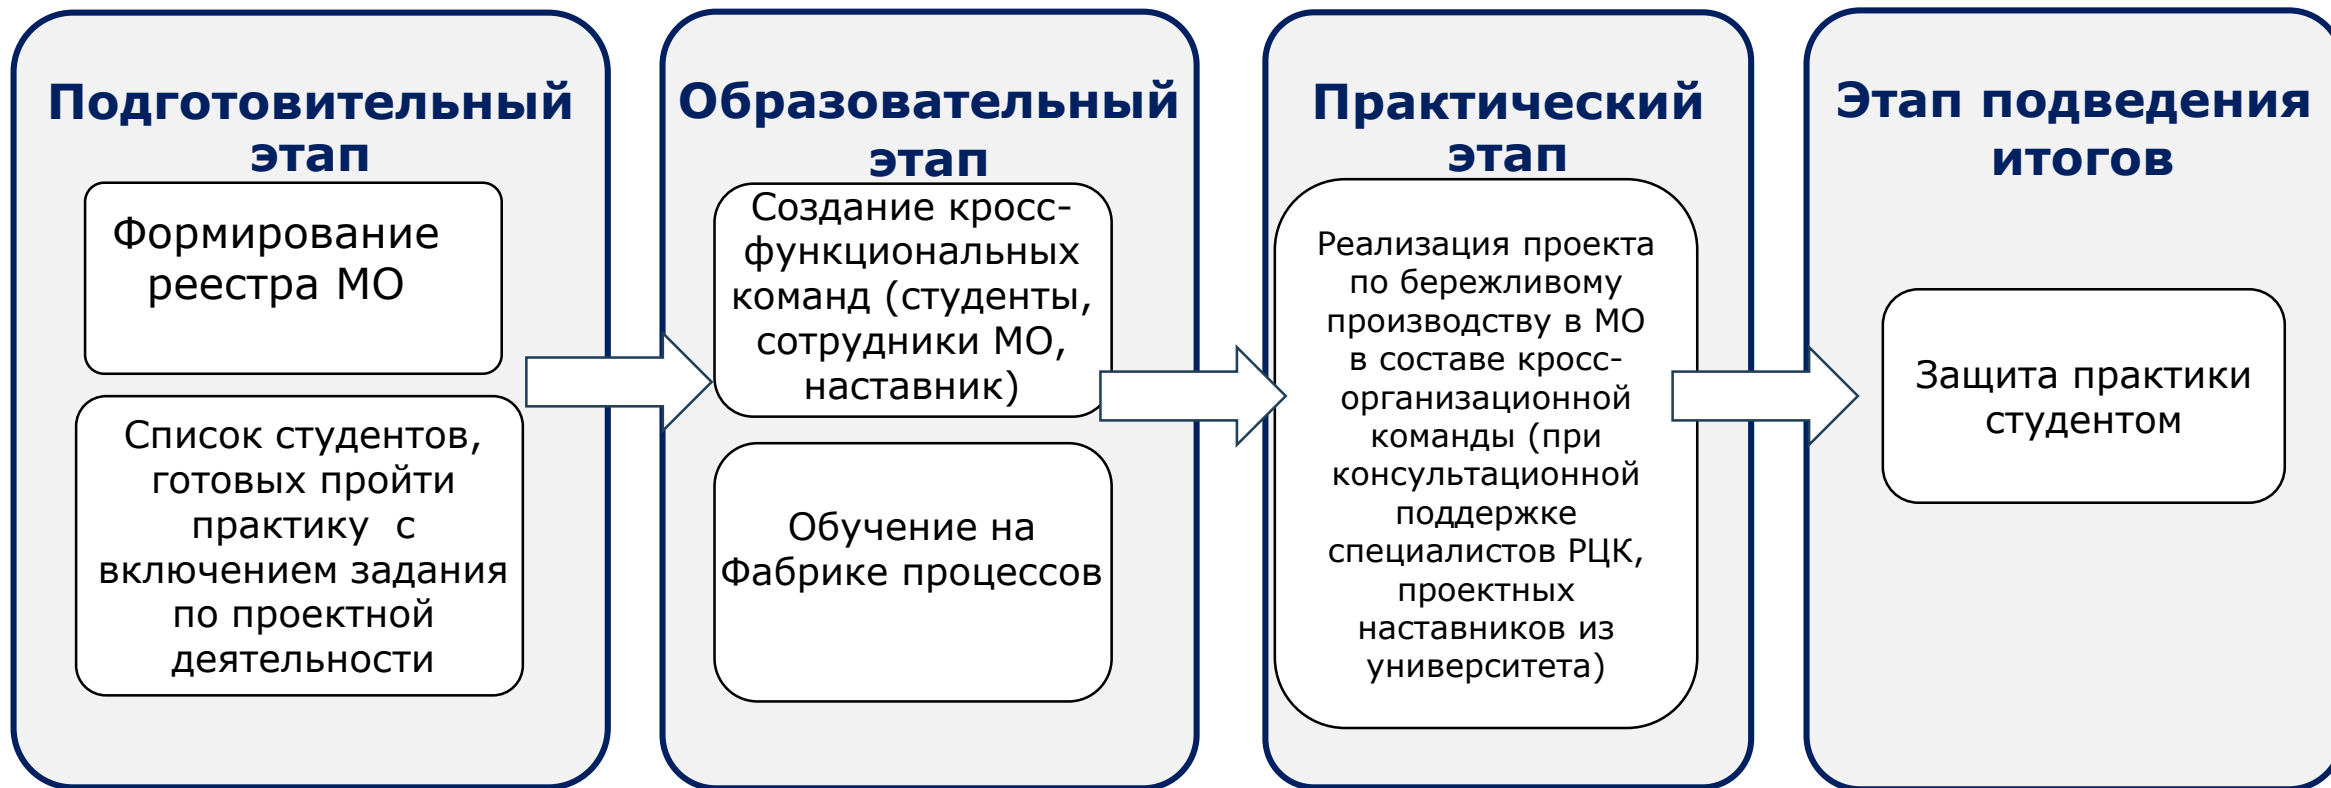 Подготовительный
этап
Формирование
реестра МО
Список студентов,
готовых пройти
практику с
включением задания
по проектной
деятельности
Образовательный
этап
Создание кросс-
функциональных
команд (студенты,
сотрудники МО,
наставник)
Обучение на
Фабрике процессов
Практический
этап
Реализация проекта
по бережливому
производству в МО
в составе кросс-
организационной
команды (при
консультационной
поддержке
специалистов РЦК,
проектных
наставников из
университета)
Этап подведения
итогов
Защита практики
студентом